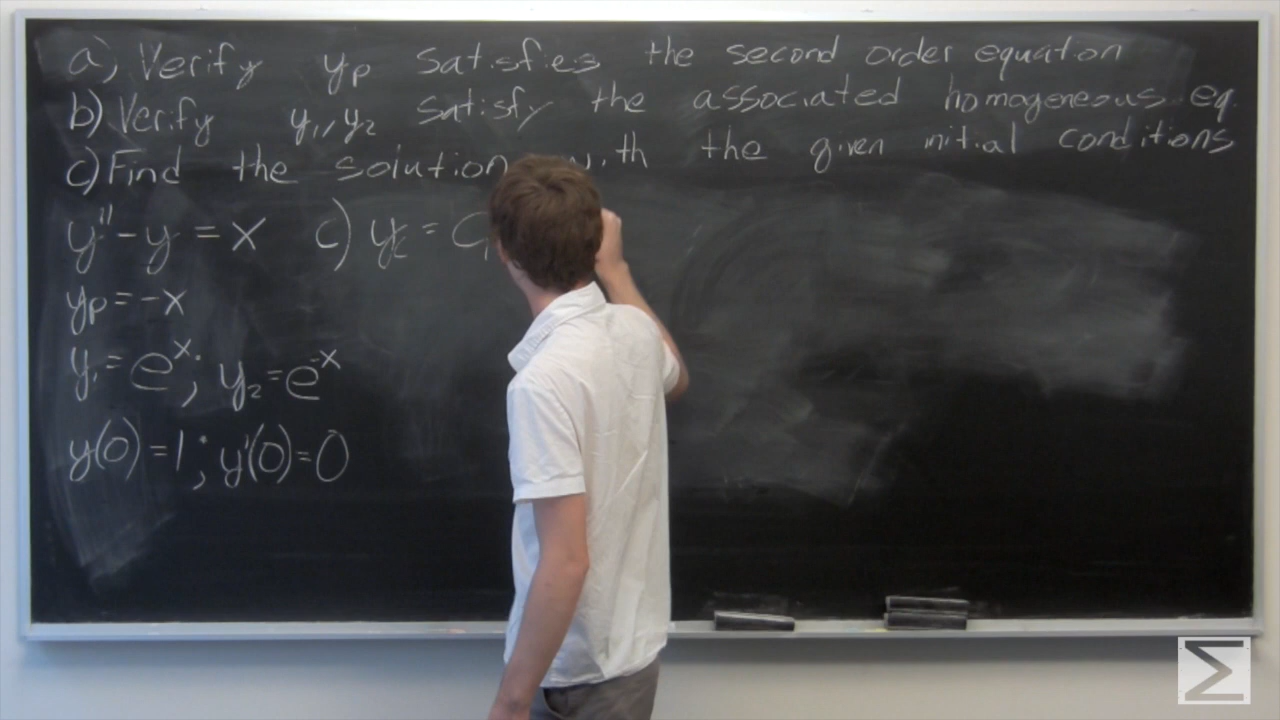 a) Verify yp satisfies the second order equation
b) Verify y₁, y₂ satisfy the associated homogeneous eq.
c) Find the solution the given initial conditions
y'' - y = x c) yc = C
yp = -x
y₁ = eˣ; y₂ = e⁻ˣ
y(0) = 1; y'(0) = 0
Σ